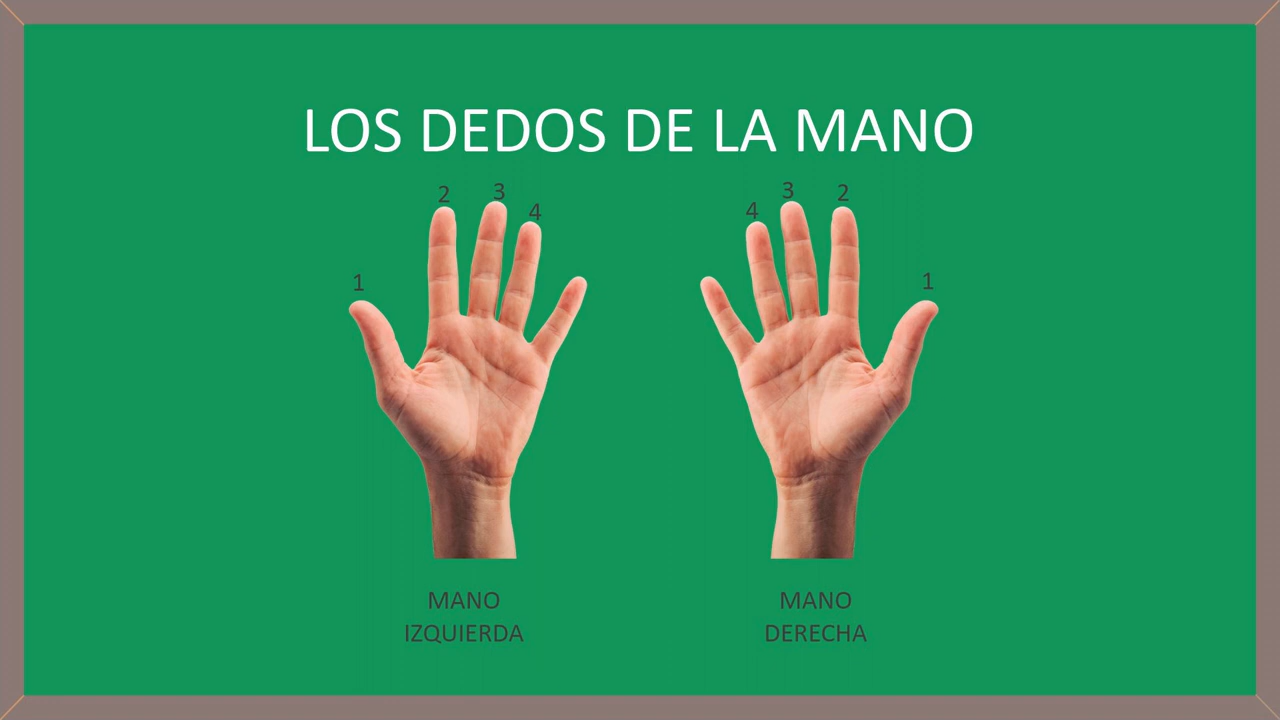 LOS DEDOS DE LA MANO
2 3 4
1
4 3 2
1
MANO
IZQUIERDA
MANO
DERECHA